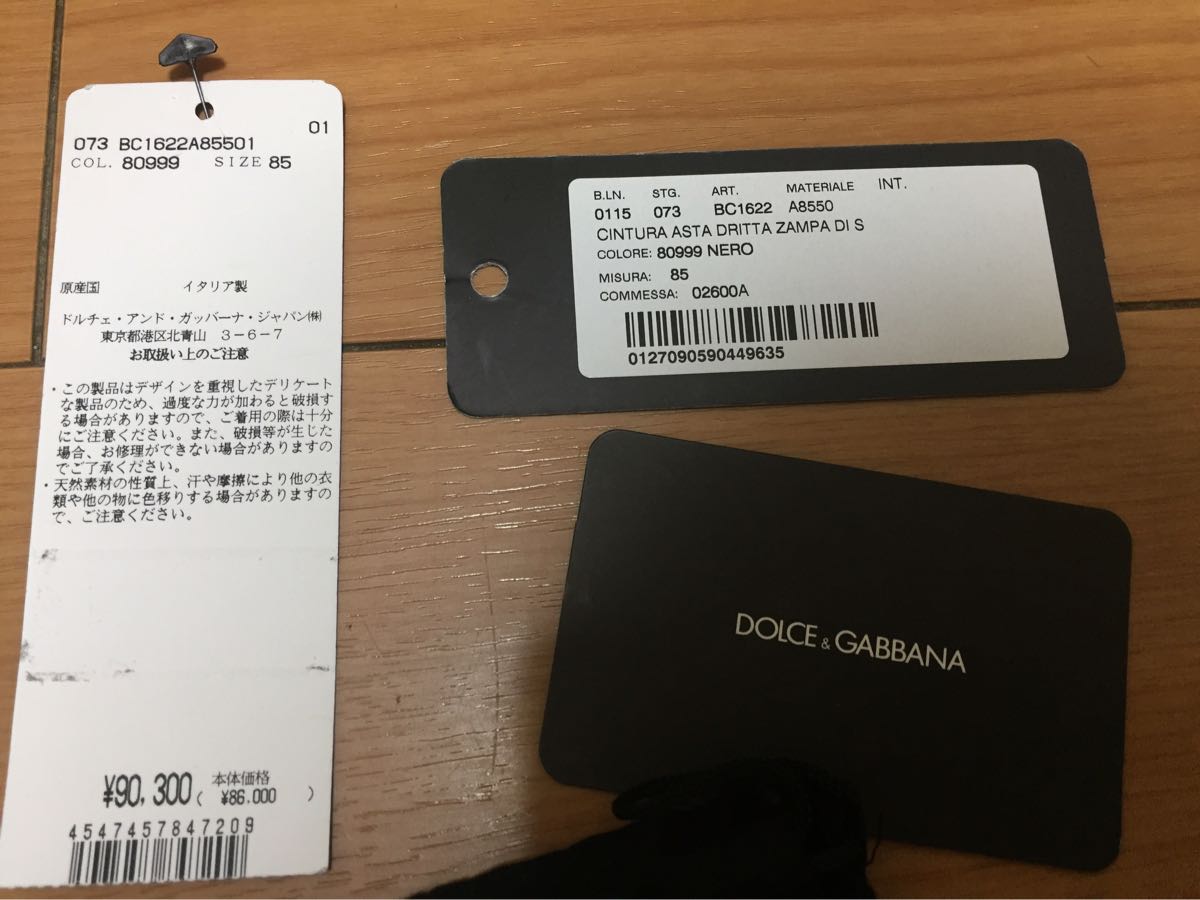 01
073 BC1622A85501
COL. 80999 SIZE 85
原産国 イタリア製
ドルチェ・アンド・ガッバーナ・ジャパン㈱
東京都港区北青山 3-6-7
お取扱い上のご注意
・この製品はデザインを重視したデリケート
な製品のため、過度な力が加わると破損す
る場合がありますので、ご着用の際は十分
にご注意ください。また、破損等が生じた
場合、お修理ができない場合がありますの
でご了承ください。
・天然素材の性質上、汗や摩擦により他の衣
類や他の物に色移りする場合がありますの
で、ご注意ください。
¥90,300( 本体価格 ¥86,000 )
4547457847209
B.LN. STG. ART. MATERIALE INT.
0115 073 BC1622 A8550
CINTURA ASTA DRITTA ZAMPA DI S
COLORE: 80999 NERO
MISURA: 85
COMMESSA: 02600A
0127090590449635
DOLCE & GABBANA